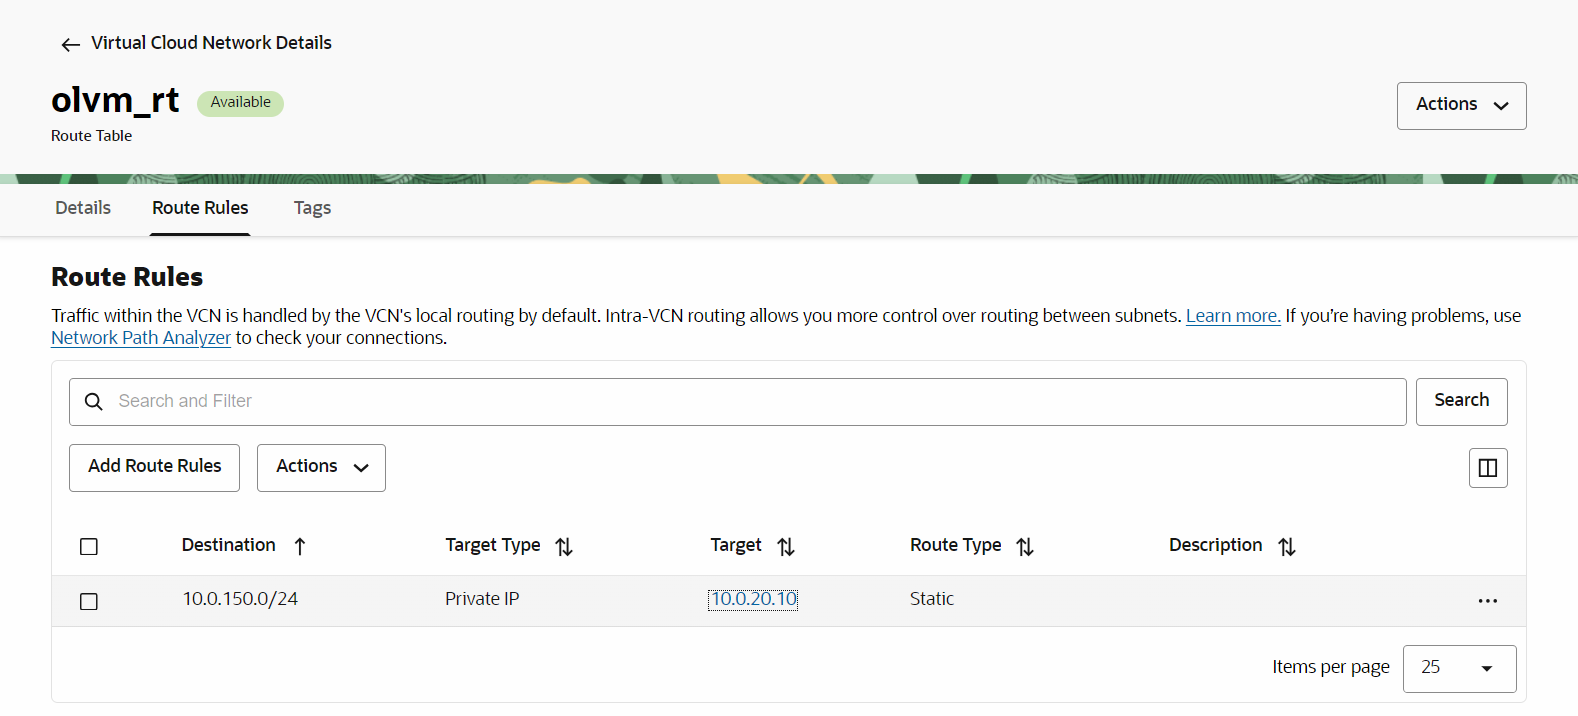 Virtual Cloud Network Details
olvm_rt Available
Route Table
Actions
Details Route Rules Tags
Route Rules
Traffic within the VCN is handled by the VCN's local routing by default. Intra-VCN routing allows you more control over routing between subnets. Learn more. If you’re having problems, use
Network Path Analyzer to check your connections.
Search and Filter Search
Add Route Rules Actions
Destination Target Type Target Route Type Description
10.0.150.0/24 Private IP 10.0.20.10 Static
Items per page 25